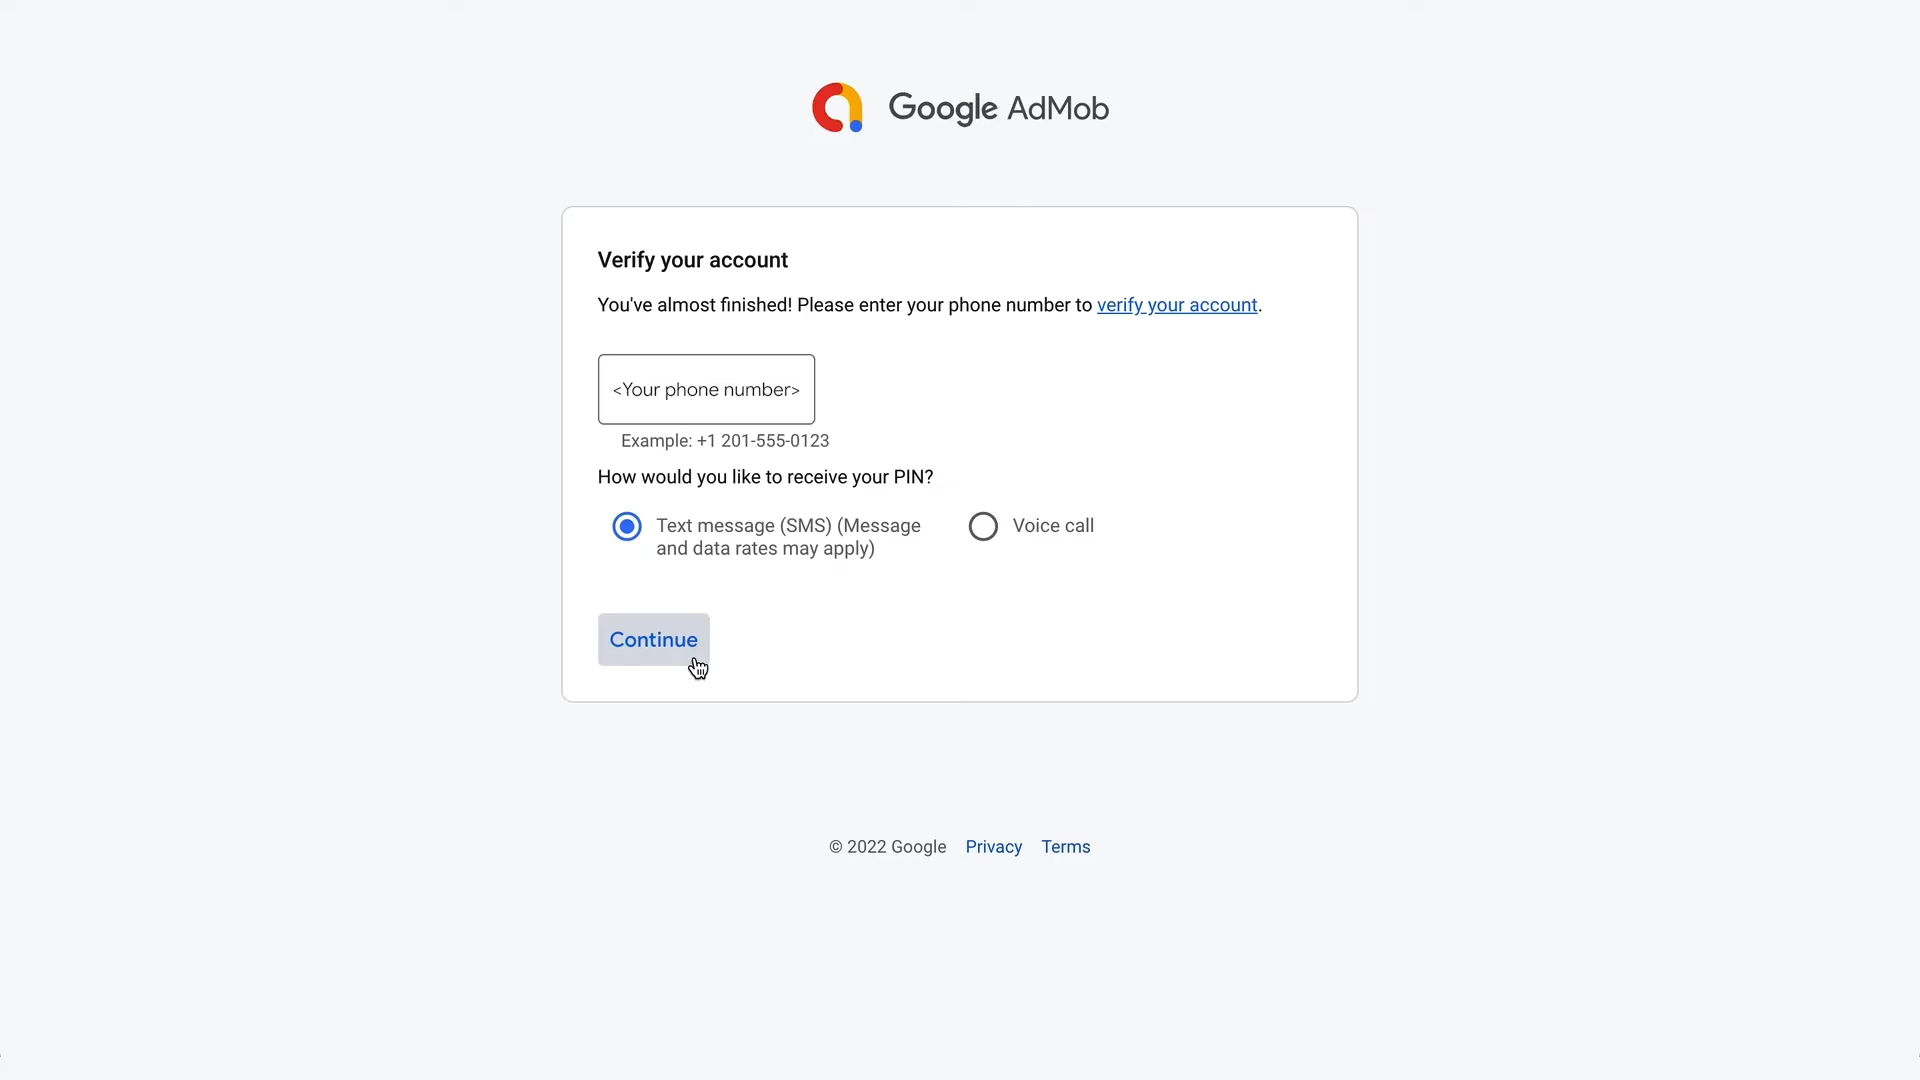 Google AdMob
Verify your account
You've almost finished! Please enter your phone number to verify your account.
<Your phone number>
Example: +1 201-555-0123
How would you like to receive your PIN?
Text message (SMS) (Message
and data rates may apply)
Voice call
Continue
© 2022 Google Privacy Terms